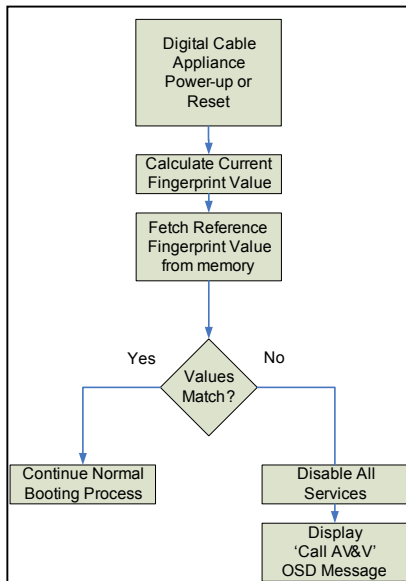 Digital Cable
Appliance
Power-up or
Reset
Calculate Current
Fingerprint Value
Fetch Reference
Fingerprint Value
from memory
Yes
No
Values
Match?
Continue Normal
Booting Process
Disable All
Services
Display
'Call AV&V'
OSD Message